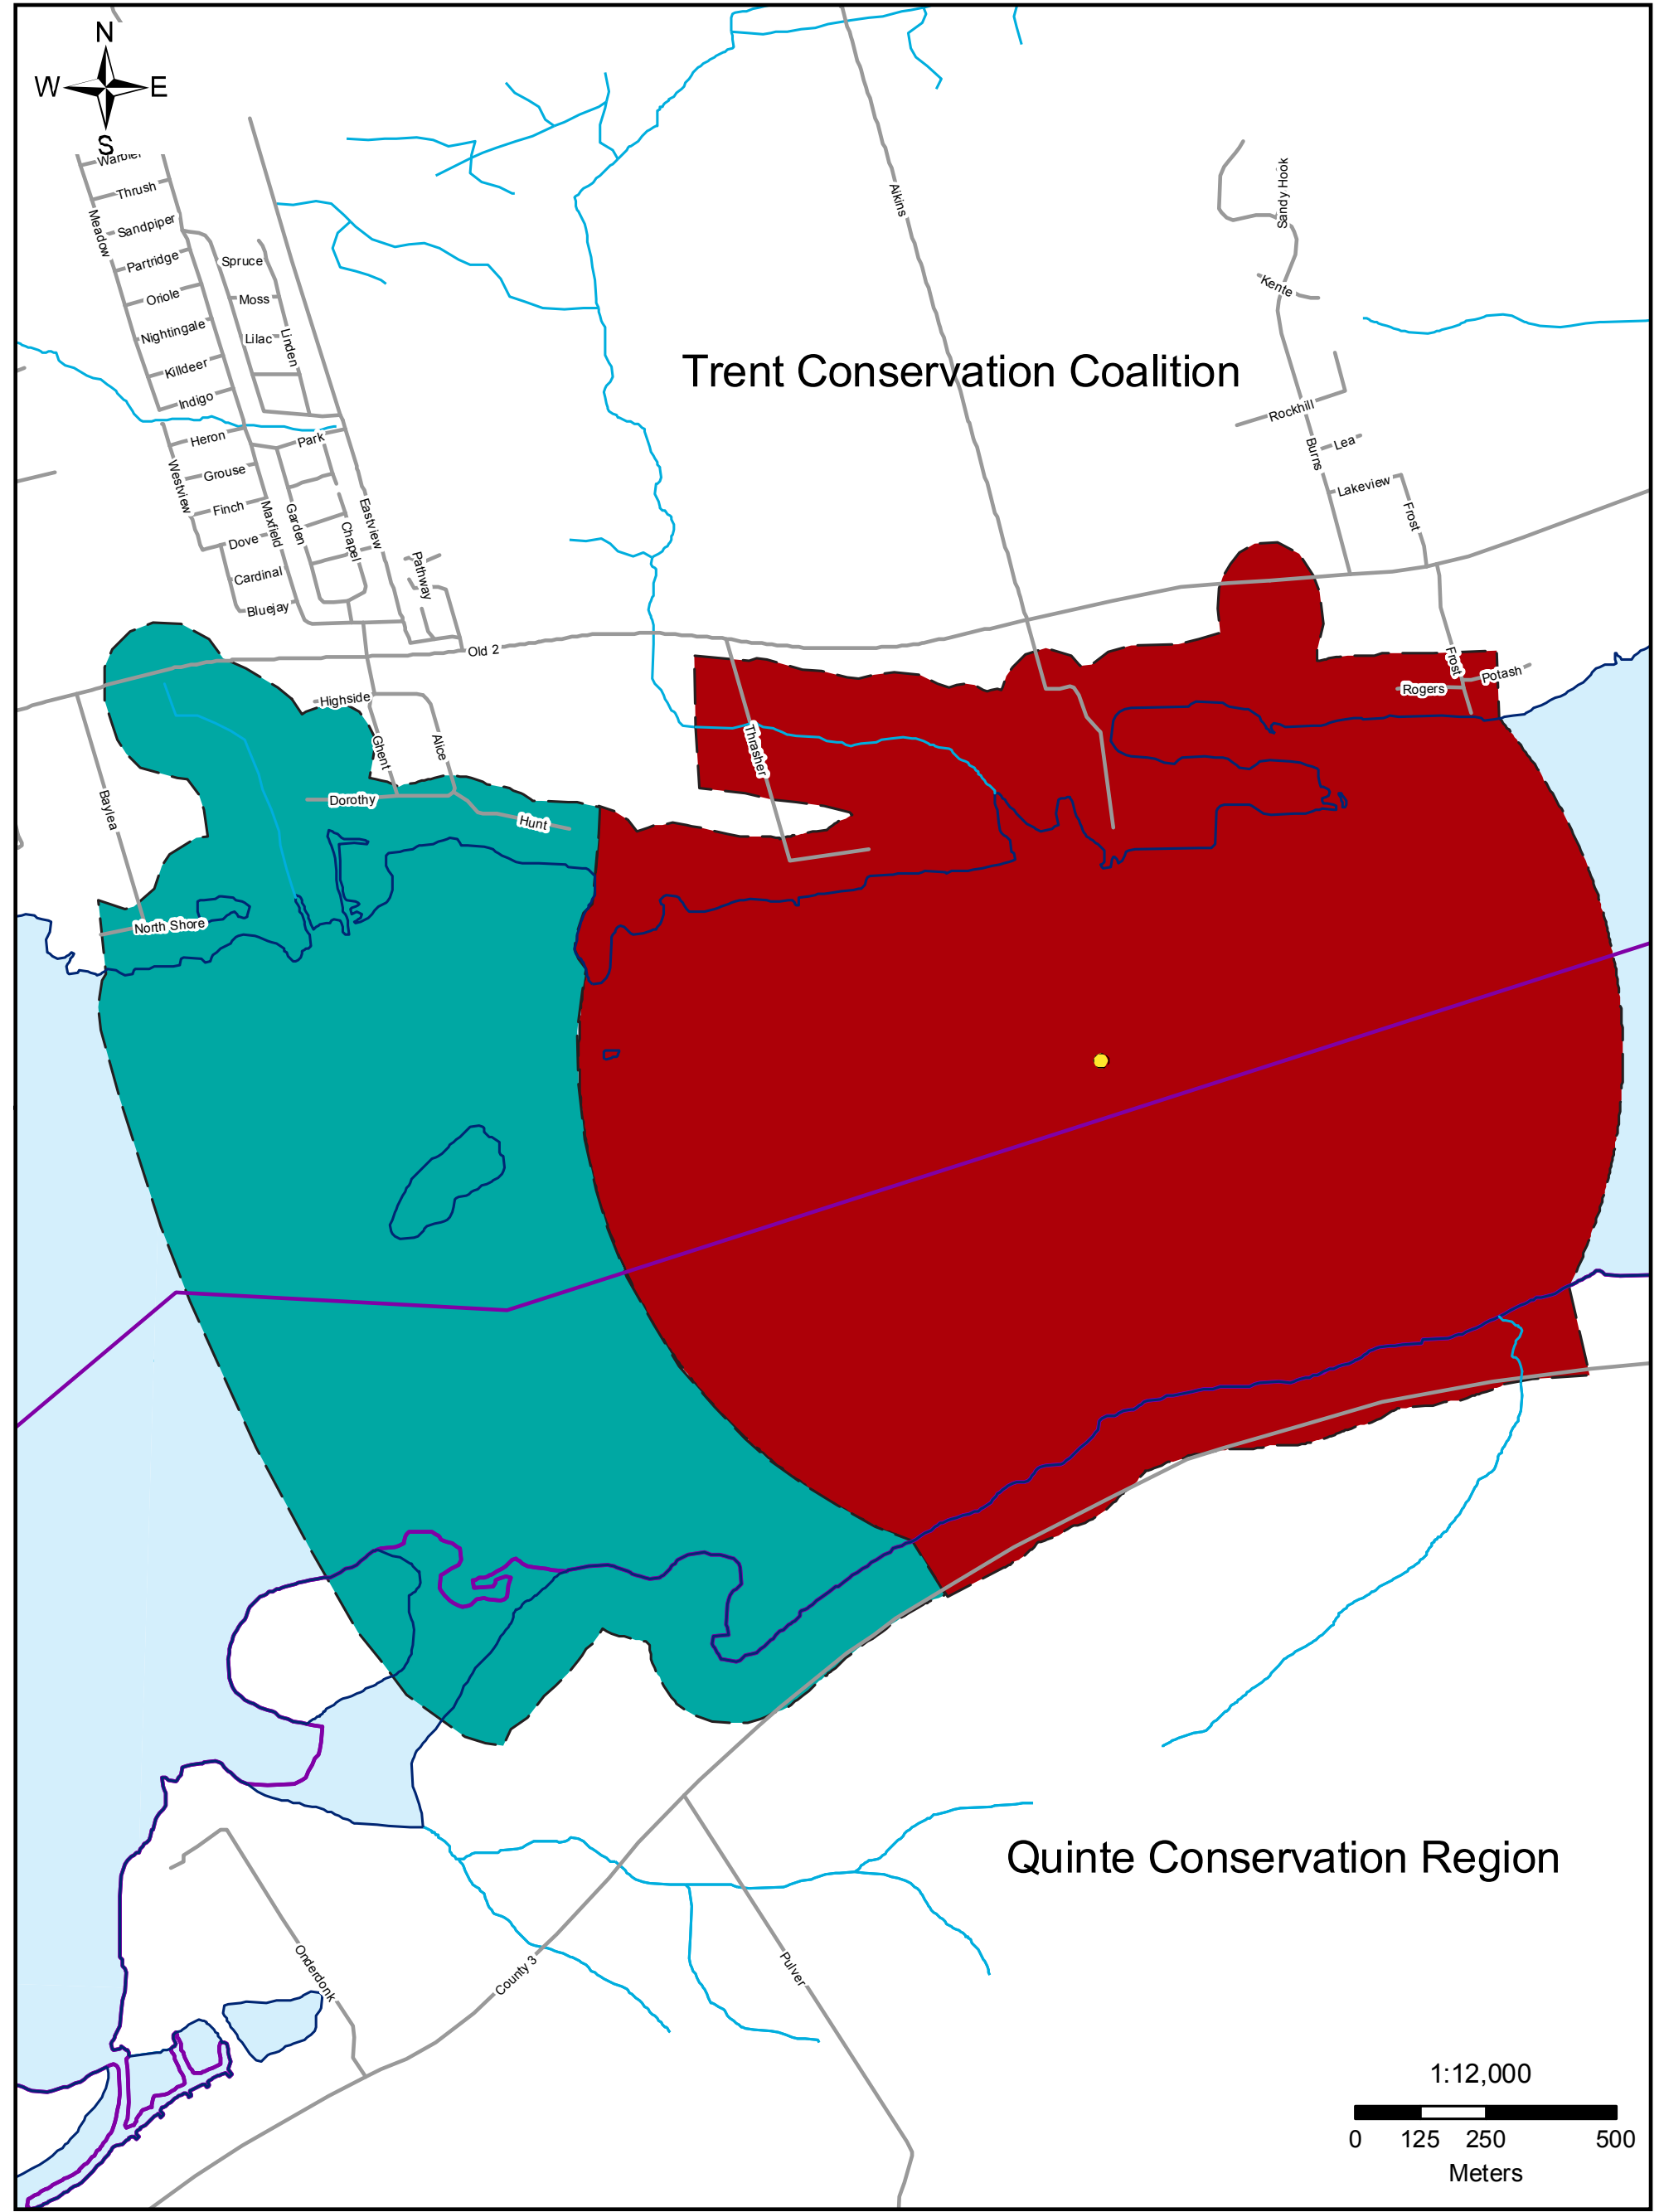 N
W E
S
Warbler
Thrush
Meadow
Sandpiper
Partridge
Spruce
Oriole
Moss
Nightingale
Lilac
Linden
Killdeer
Indigo
Heron
Park
Westview
Grouse
Finch
Maxfield
Garden
Chapel
Eastview
Dove
Cardinal
Pathway
Bluejay
Old 2
Aikins
Sandy Hook
Kente
Trent Conservation Coalition
Rockhill
Burns
Lea
Lakeview
Frost
Frost
Potash
Rogers
Highside
Ghent
Alice
Thrasher
Baylea
Dorothy
Hunt
North Shore
Quinte Conservation Region
Onderdonk
County 3
Pulver
1:12,000
0 125 250 500
Meters